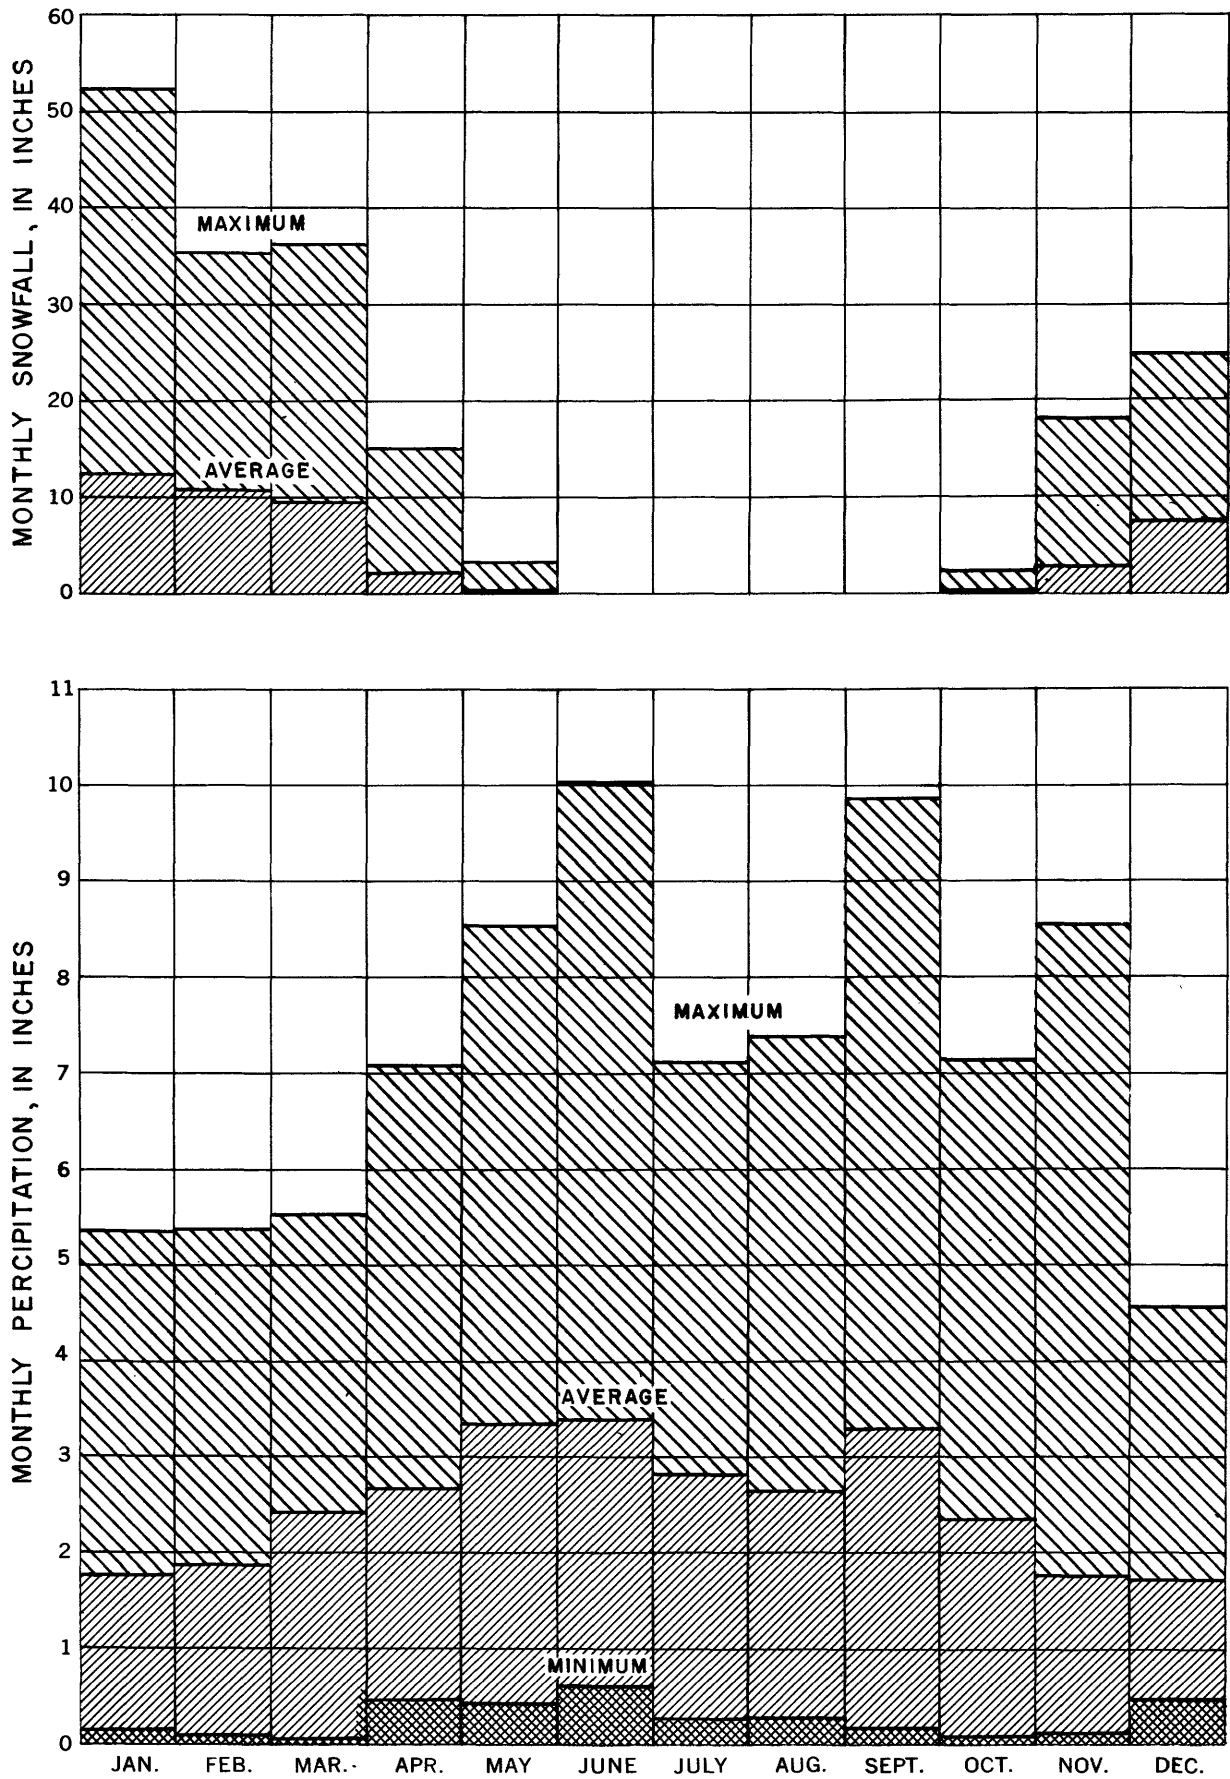 MONTHLY SNOWFALL, IN INCHES
60
50
40
30
20
10
0
MAXIMUM
AVERAGE
MONTHLY PERCIPITATION, IN INCHES
11
10
9
8
7
6
5
4
3
2
1
0
MAXIMUM
AVERAGE
MINIMUM
JAN. FEB. MAR. APR. MAY JUNE JULY AUG. SEPT. OCT. NOV. DEC.